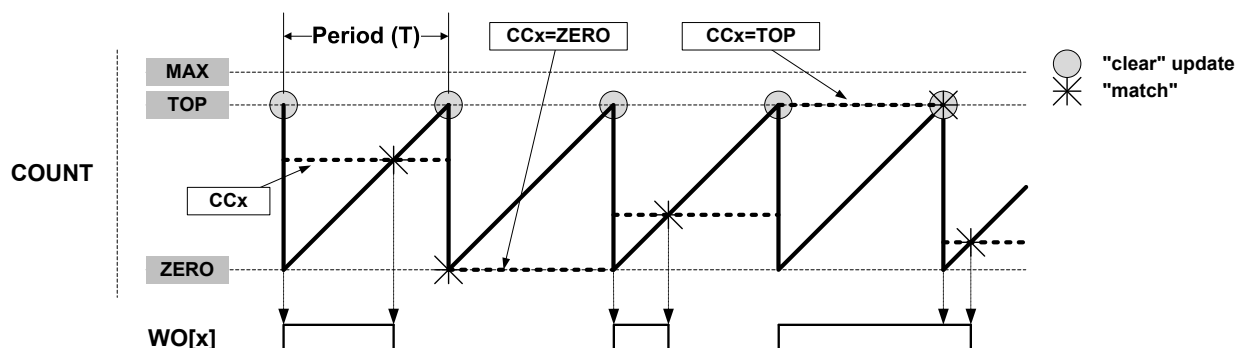 Period (T)
CCx=ZERO
CCx=TOP
"clear" update
"match"
MAX
TOP
COUNT
CCx
ZERO
WO[x]